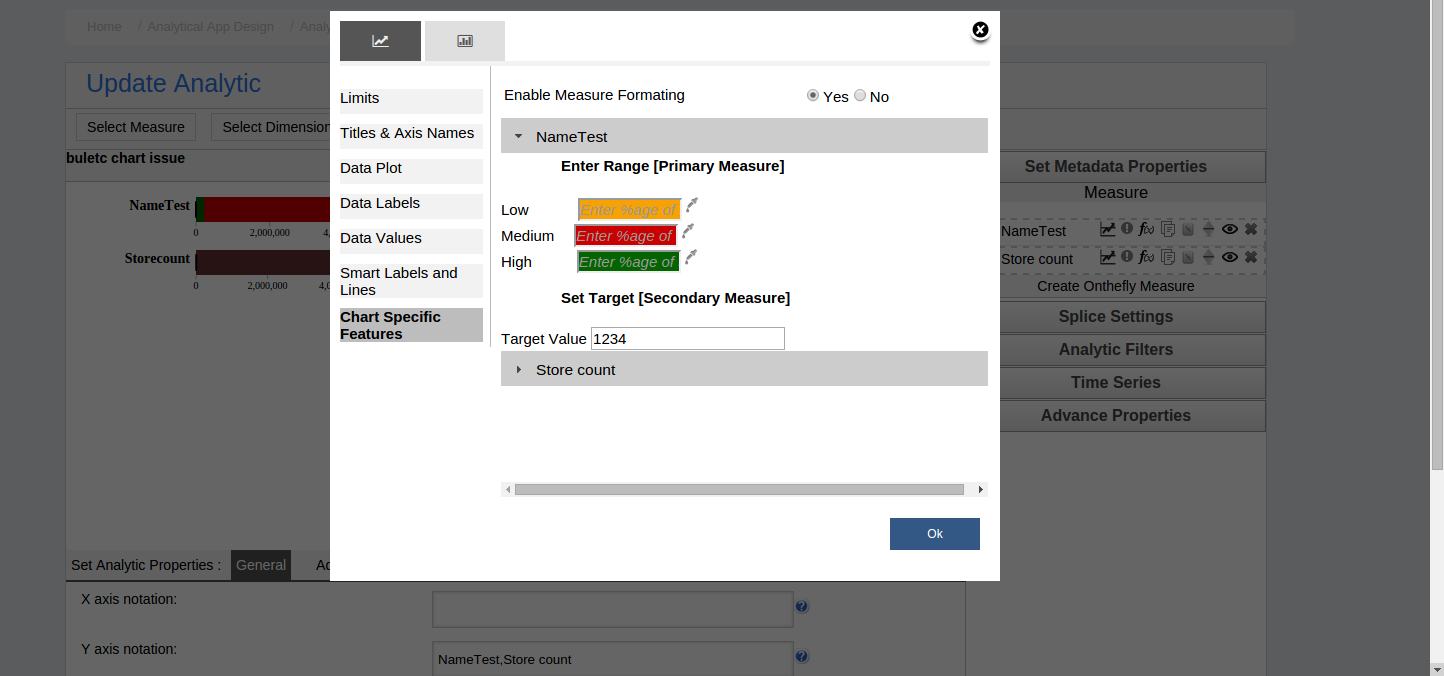 Home / Analytical App Design / Analy
Update Analytic
Select Measure
Select Dimension
buletc chart issue
NameTest
0 2,000,000 4,
Storecount
0 2,000,000 4,0
Set Analytic Properties :
General
Ad
X axis notation:
Y axis notation:
NameTest,Store count
Limits
Titles & Axis Names
Data Plot
Data Labels
Data Values
Smart Labels and
Lines
Chart Specific
Features
Enable Measure Formating
Yes
No
NameTest
Enter Range [Primary Measure]
Low
Enter %age of
Medium
Enter %age of
High
Enter %age of
Set Target [Secondary Measure]
Target Value
1234
Store count
Ok
Set Metadata Properties
Measure
NameTest
f(x)
Store count
f(x)
Create Onthefly Measure
Splice Settings
Analytic Filters
Time Series
Advance Properties